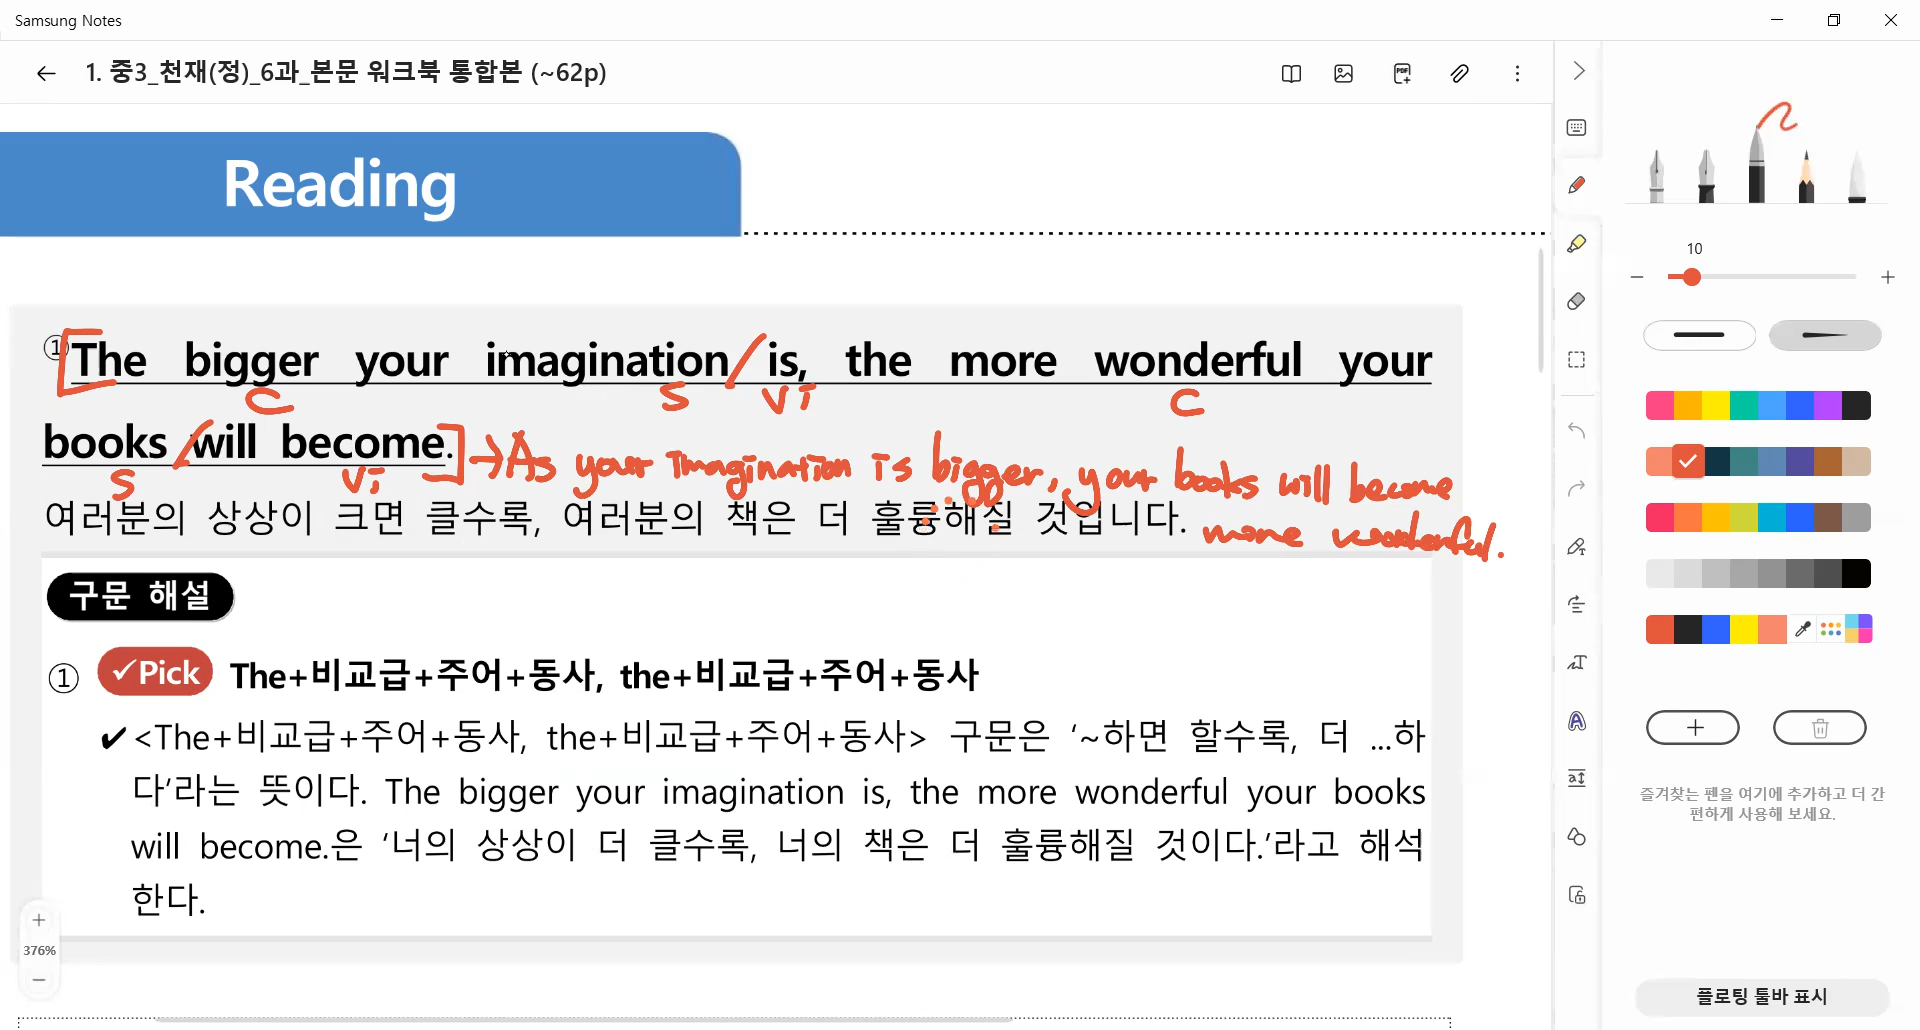 Samsung Notes
1. 중3_천재(정)_6과_본문 워크북 통합본 (~62p)
Reading
10
① The bigger your imagination is, the more wonderful your
C S Vi C
books will become. → As your imagination is bigger, your books will become
S Vi
more wonderful.
여러분의 상상이 크면 클수록, 여러분의 책은 더 훌륭해질 것입니다.
구문 해설
① ✓Pick The+비교급+주어+동사, the+비교급+주어+동사
✔ <The+비교급+주어+동사, the+비교급+주어+동사> 구문은 ‘~하면 할수록, 더 ...하
다’라는 뜻이다. The bigger your imagination is, the more wonderful your books
will become.은 ‘너의 상상이 더 클수록, 너의 책은 더 훌륭해질 것이다.’라고 해석
한다.
376%
즐겨찾는 펜을 여기에 추가하고 더 간
편하게 사용해 보세요.
플로팅 툴바 표시